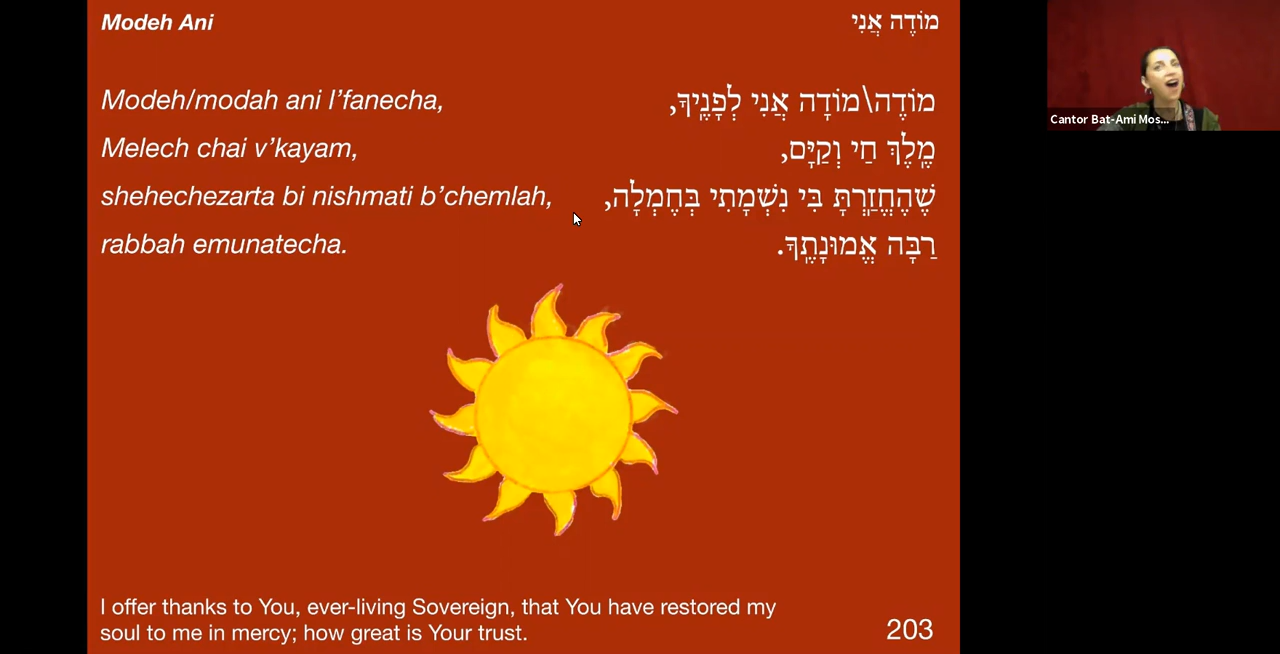 Modeh Ani
מוֹדֶה אֲנִי
Modeh/modah ani l’fanecha,
מוֹדֶה\מוֹדָה אֲנִי לְפָנֶֽיךָ,
Melech chai v’kayam,
מֶֽלֶךְ חַי וְקַיָּם,
shehechezarta bi nishmati b’chemlah,
שֶׁהֶחֱזַֽרְתָּ בִּי נִשְׁמָתִי בְּחֶמְלָה,
rabbah emunatecha.
רַבָּה אֱמוּנָתֶֽךָ.
I offer thanks to You, ever-living Sovereign, that You have restored my
soul to me in mercy; how great is Your trust.
203
Cantor Bat-Ami Mos...